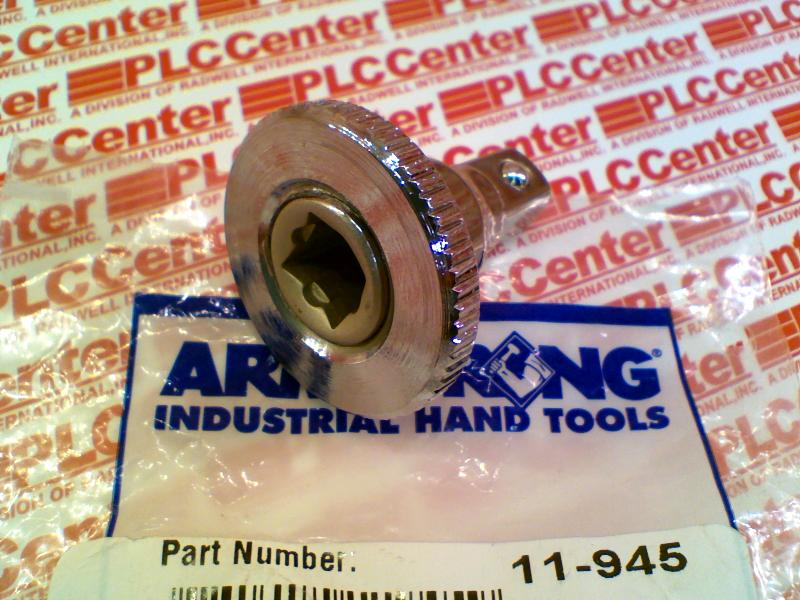 PLCCenter
A DIVISION OF RADWELL INTERNATIONAL, INC.
ARMSTRONG®
INDUSTRIAL HAND TOOLS
Part Number: 11-945